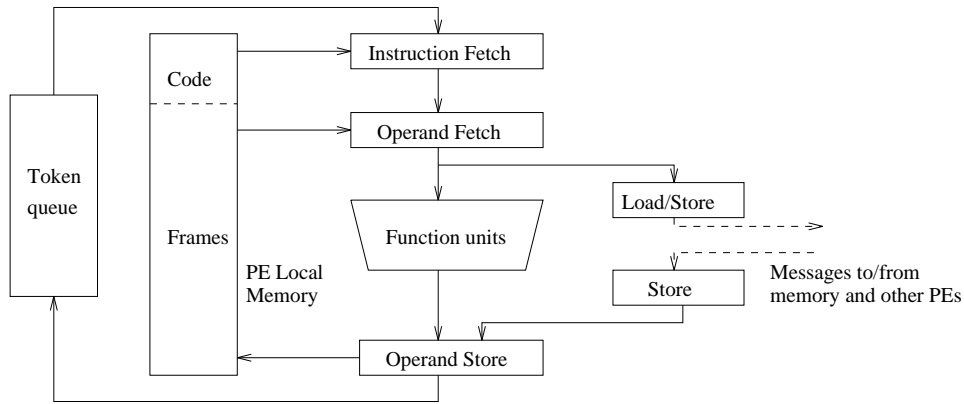 Instruction Fetch
Code
Operand Fetch
Token
queue
Load/Store
Frames
Function units
PE Local
Memory
Messages to/from
memory and other PEs
Store
Operand Store